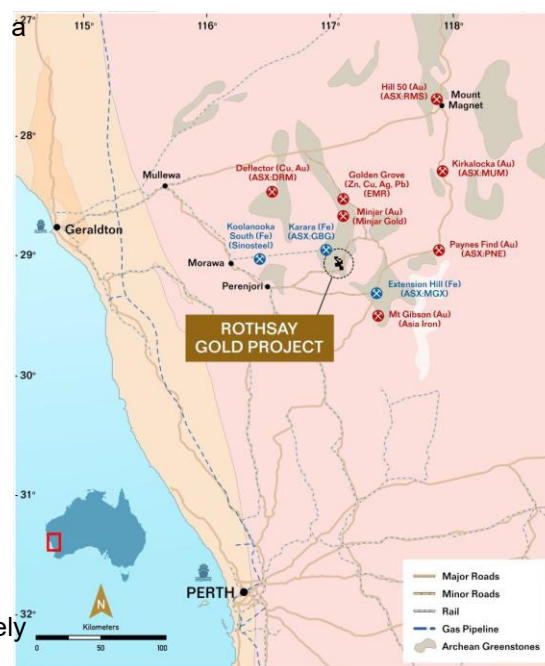 a
115°
116°
117°
118°
Hill 50 (Au)
(ASX:RMS)
Mount
Magnet
- 28°
Mullewa
Deflector (Cu, Au)
(ASX:DRM)
Golden Grove
(Zn, Cu, Ag, Pb)
(EMR)
Kirkalocka (Au)
(ASX:MUM)
Minjar (Au)
(Minjar Gold)
Geraldton
Koolanooka
South (Fe)
(Sinosteel)
Karara (Fe)
(ASX:GBG)
Paynes Find (Au)
(ASX:PNE)
- 29°
Morawa
Perenjori
Extension Hill (Fe)
(ASX:MGX)
Mt Gibson (Au)
(Asia Iron)
ROTHSAY
GOLD PROJECT
- 30°
- 31°
PERTH
N
Kilometers
0 50 100
- 32°
ely
Major Roads
Minor Roads
Rail
Gas Pipeline
Archean Greenstones